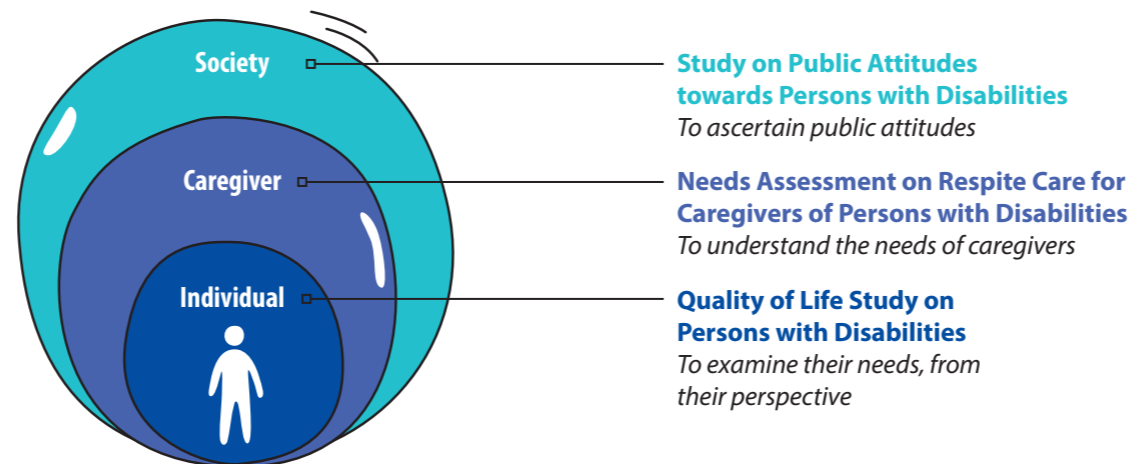 Society
Study on Public Attitudes
towards Persons with Disabilities
To ascertain public attitudes
Caregiver
Needs Assessment on Respite Care for
Caregivers of Persons with Disabilities
To understand the needs of caregivers
Individual
Quality of Life Study on
Persons with Disabilities
To examine their needs, from
their perspective